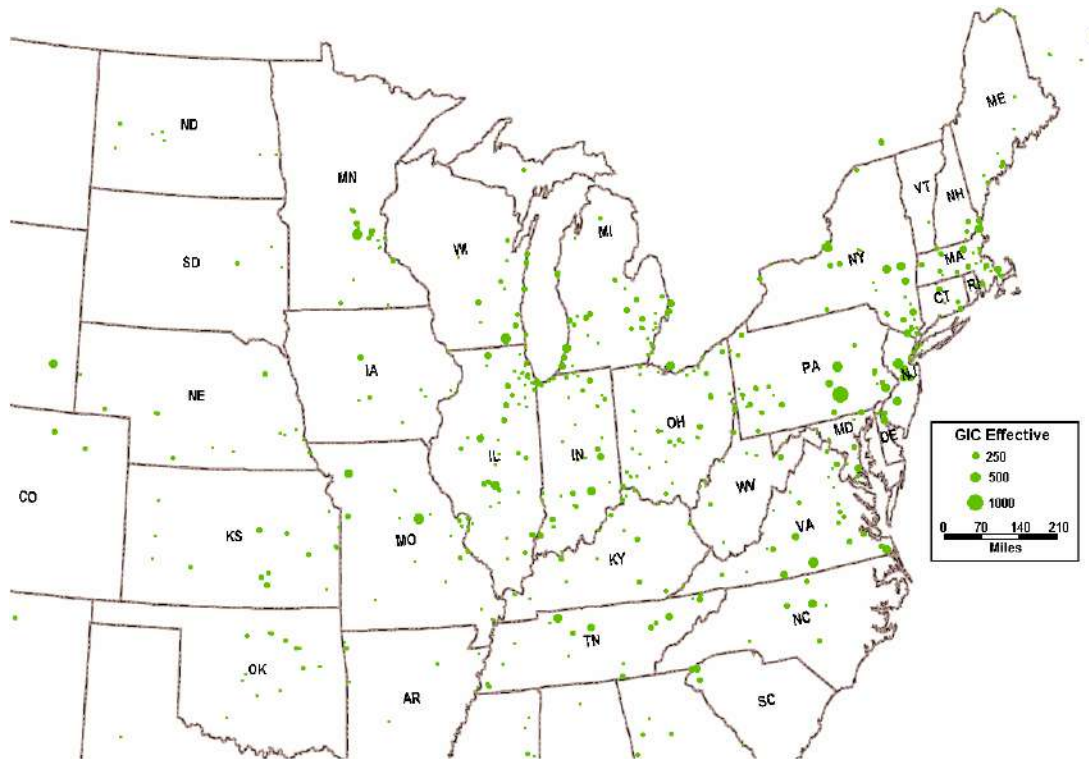 ME
ND
MN
VT
NH
MI
WI
NY
MA
SD
CT
RI
IA
PA
NJ
NE
OH
MD
DE
IL
IN
WV
CO
VA
KS
MO
KY
NC
TN
OK
AR
SC
GIC Effective
250
500
1000
0 70 140 210
Miles